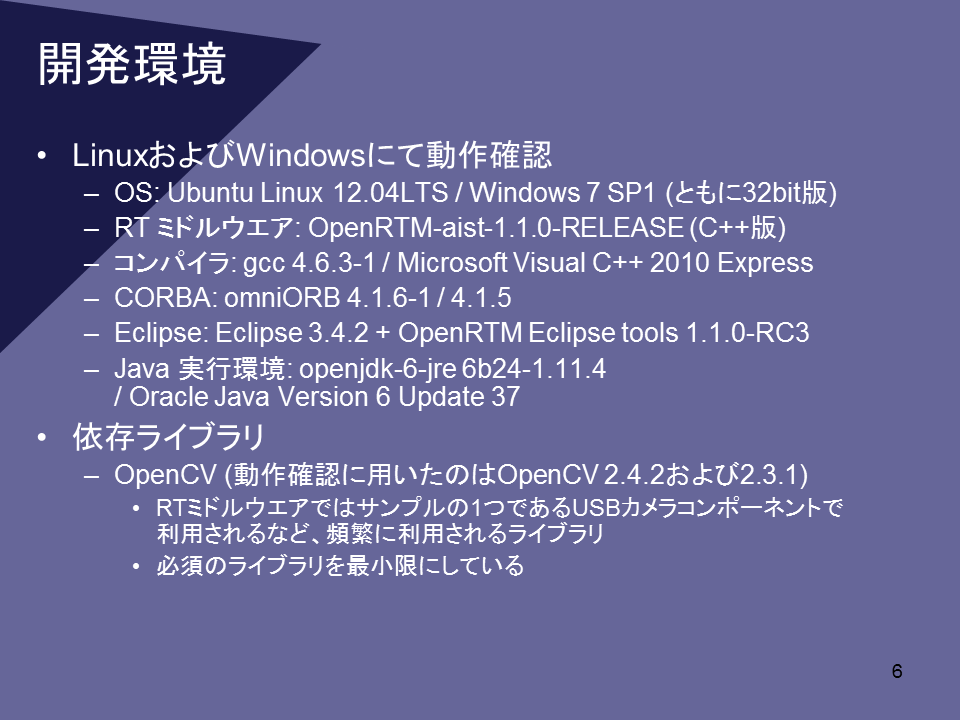 開発環境
• LinuxおよびWindowsにて動作確認
– OS: Ubuntu Linux 12.04LTS / Windows 7 SP1 (ともに32bit版)
– RT ミドルウエア: OpenRTM-aist-1.1.0-RELEASE (C++版)
– コンパイラ: gcc 4.6.3-1 / Microsoft Visual C++ 2010 Express
– CORBA: omniORB 4.1.6-1 / 4.1.5
– Eclipse: Eclipse 3.4.2 + OpenRTM Eclipse tools 1.1.0-RC3
– Java 実行環境: openjdk-6-jre 6b24-1.11.4
/ Oracle Java Version 6 Update 37
• 依存ライブラリ
– OpenCV (動作確認に用いたのはOpenCV 2.4.2および2.3.1)
• RTミドルウエアではサンプルの1つであるUSBカメラコンポーネントで
利用されるなど、頻繁に利用されるライブラリ
• 必須のライブラリを最小限にしている
6